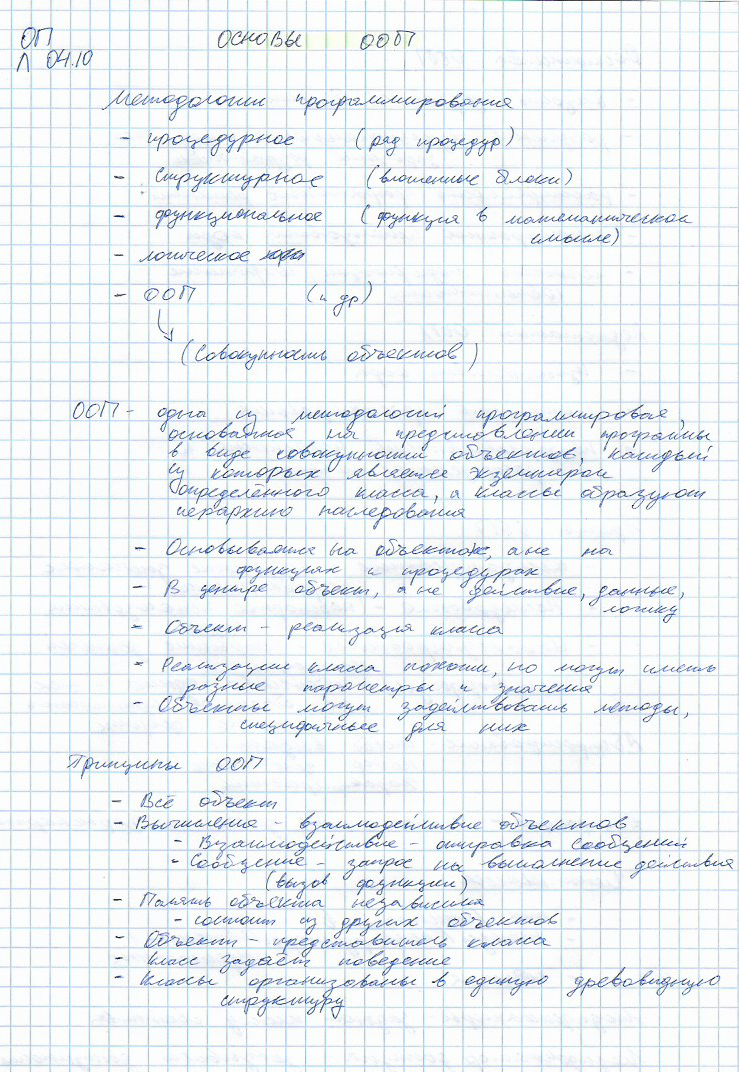 ОП ОСНОВЫ ООП
Л 04.10
Методологии программирования
- процедурное (ряд процедур)
- структурное (вложенные блоки)
- функциональное (функция в математическом
смысле)
- логическое
- ООП (и др)
(Совокупность объектов)
ООП - одна из методологий программирован,
основанная на представлении программы
в виде совокупности объектов, каждый
из которых является экземпляром
определённого класса, а классы образуют
иерархию наследования
- Основывается на объектах, а не на
функциях и процедурах
- В центре объект, а не действие, данные,
логику
- Объект - реализация класса
- Реализации класса похожи, но могут иметь
разные параметры и значения
- Объекты могут задействовать методы,
специфичные для них
Принципы ООП
- Всё объект
- Вычисления - взаимодействие объектов
- Взаимодействие - отправка сообщений
- Сообщение - запрос на выполнение действия
(вызов функции)
- Память объекта независима
- состоит из других объектов
- Объект - представитель класса
- Класс задаёт поведение
- Классы организованы в единую древовидную
структуру